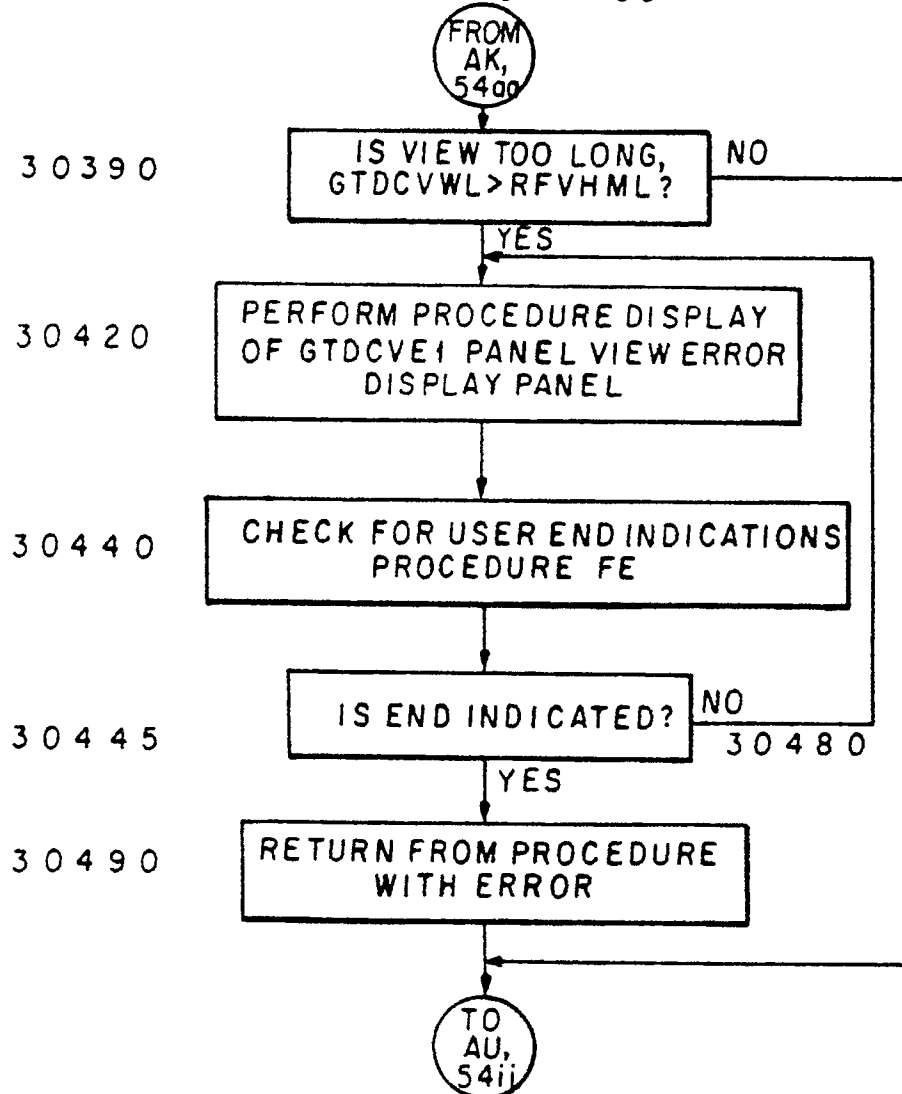 FROM
AK,
54aa
30390
IS VIEW TOO LONG,
GTDCVWL>RFVHML?
NO
YES
30420
PERFORM PROCEDURE DISPLAY
OF GTDCVE1 PANEL VIEW ERROR
DISPLAY PANEL
30440
CHECK FOR USER END INDICATIONS
PROCEDURE FE
30445
IS END INDICATED?
NO
30480
YES
30490
RETURN FROM PROCEDURE
WITH ERROR
TO
AU,
54ij